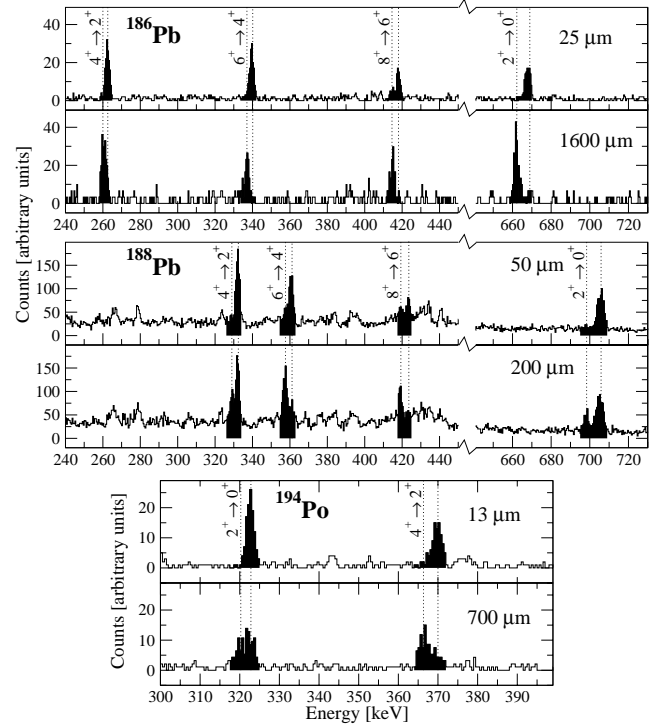 186Pb
4+→2+
6+→4+
8+→6+
2+→0+
25 μm
40
20
0
1600 μm
40
20
0
240 260 280 300 320 340 360 380 400 420 440 660 680 700 720
Counts [arbitrary units]
188Pb
4+→2+
6+→4+
8+→6+
2+→0+
50 μm
150
100
50
0
200 μm
150
100
50
0
240 260 280 300 320 340 360 380 400 420 440 660 680 700 720
194Po
2+→0+
4+→2+
13 μm
20
10
0
700 μm
20
10
0
Counts [arbitrary units]
300 310 320 330 340 350 360 370 380 390
Energy [keV]